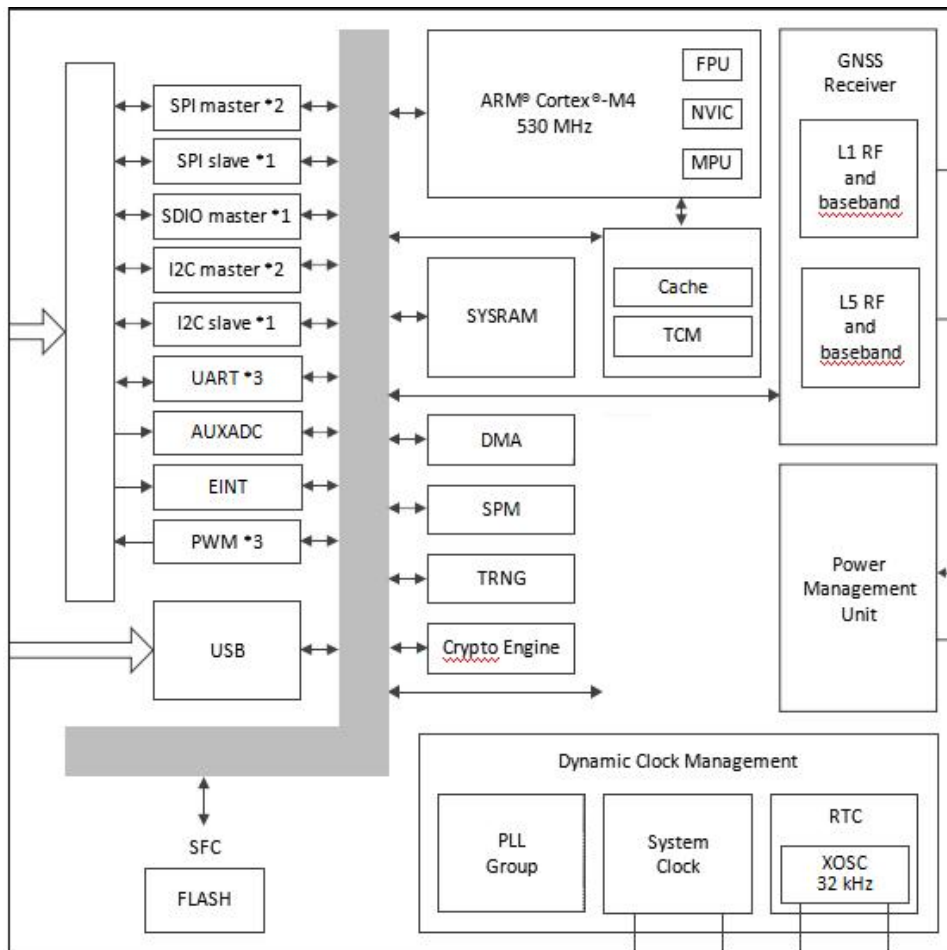 SPI master *2
SPI slave *1
SDIO master *1
I2C master *2
I2C slave *1
UART *3
AUXADC
EINT
PWM *3
USB
SFC
FLASH
ARM® Cortex®-M4
530 MHz
FPU
NVIC
MPU
SYSRAM
Cache
TCM
DMA
SPM
TRNG
Crypto Engine
GNSS
Receiver
L1 RF
and
baseband
L5 RF
and
baseband
Power
Management
Unit
Dynamic Clock Management
PLL
Group
System
Clock
RTC
XOSC
32 kHz